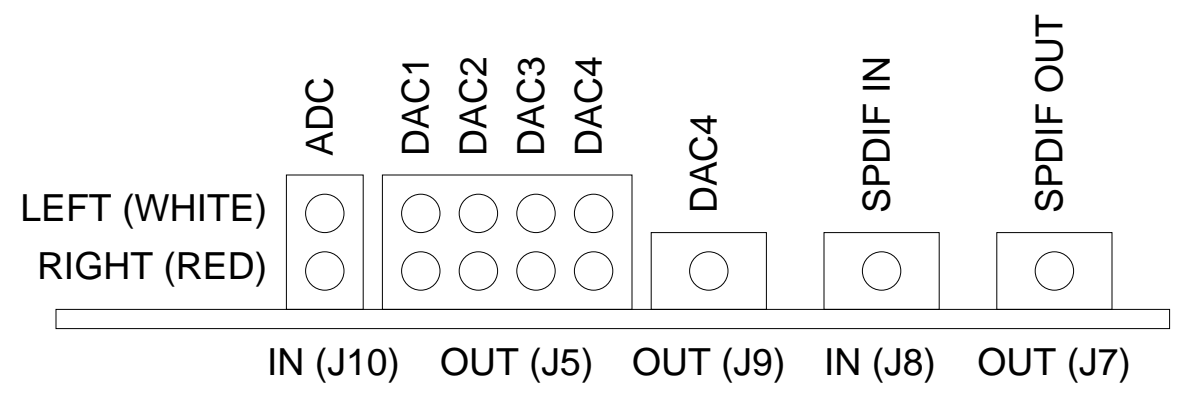 ADC
DAC1
DAC2
DAC3
DAC4
DAC4
SPDIF IN
SPDIF OUT
LEFT (WHITE)
RIGHT (RED)
IN (J10)
OUT (J5)
OUT (J9)
IN (J8)
OUT (J7)